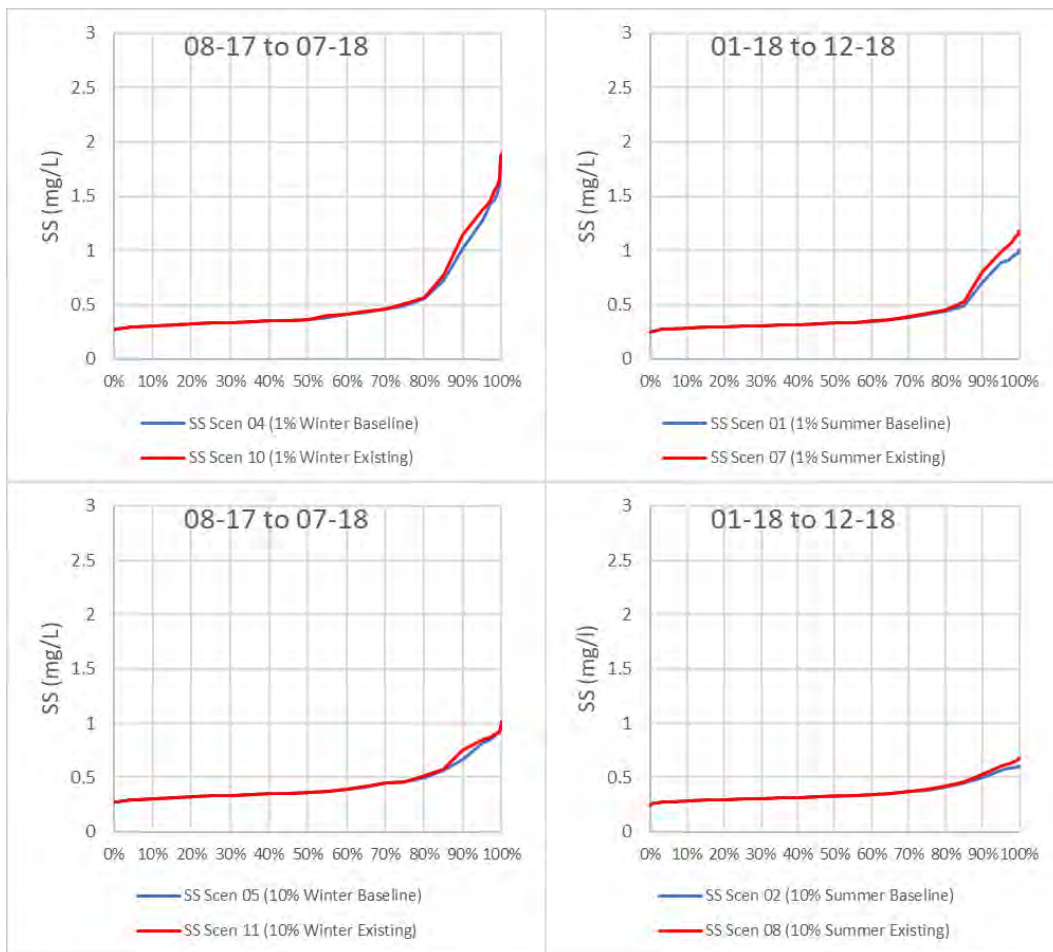 08-17 to 07-18
3
2.5
2
1.5
1
0.5
0
SS (mg/L)
0% 10% 20% 30% 40% 50% 60% 70% 80% 90% 100%
SS Scen 04 (1% Winter Baseline)
SS Scen 10 (1% Winter Existing)
01-18 to 12-18
3
2.5
2
1.5
1
0.5
0
SS (mg/L)
0% 10% 20% 30% 40% 50% 60% 70% 80% 90% 100%
SS Scen 01 (1% Summer Baseline)
SS Scen 07 (1% Summer Existing)
08-17 to 07-18
3
2.5
2
1.5
1
0.5
0
SS (mg/L)
0% 10% 20% 30% 40% 50% 60% 70% 80% 90% 100%
SS Scen 05 (10% Winter Baseline)
SS Scen 11 (10% Winter Existing)
01-18 to 12-18
3
2.5
2
1.5
1
0.5
0
SS (mg/l)
0% 10% 20% 30% 40% 50% 60% 70% 80% 90% 100%
SS Scen 02 (10% Summer Baseline)
SS Scen 08 (10% Summer Existing)